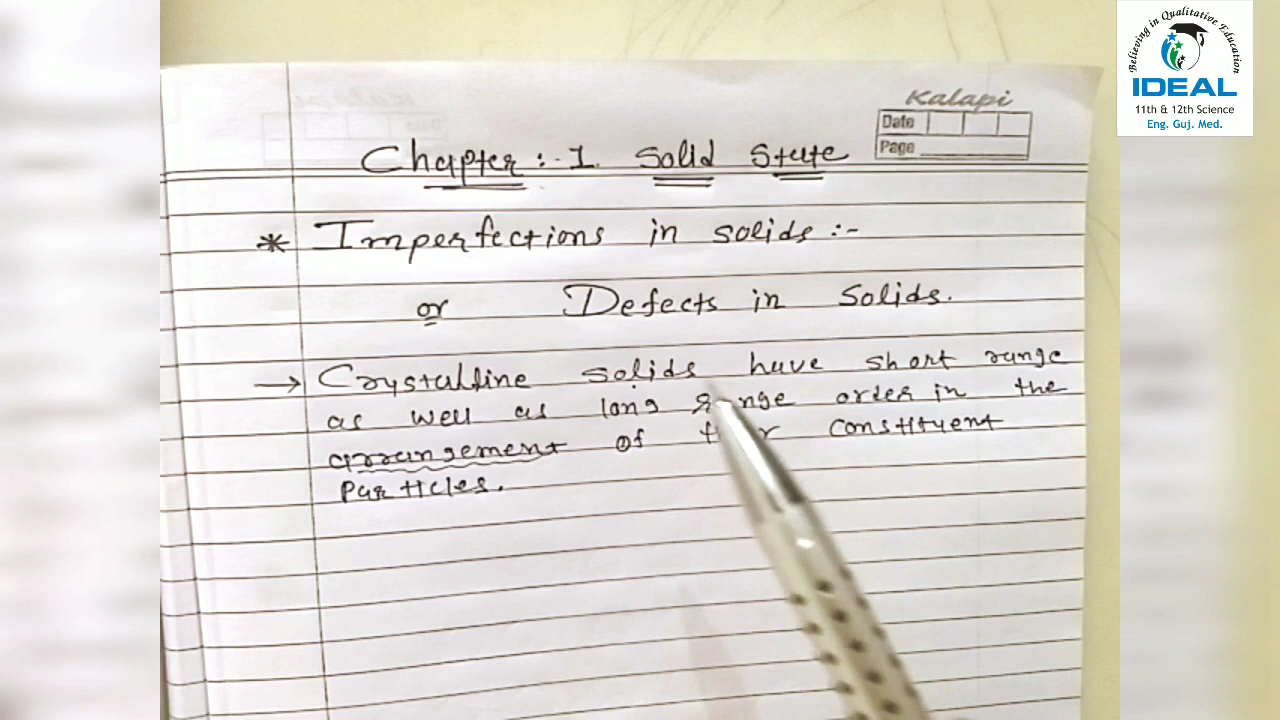 Believing in Qualitative Education
IDEAL
11th & 12th Science
Eng. Guj. Med.
Kalapi
Date
Page
Chapter :- 1. Solid State
* Imperfections in solids :-
or Defects in Solids.
→ Crystalline solids have short range
as well as long range order in the
arrangement of constituent
particles.